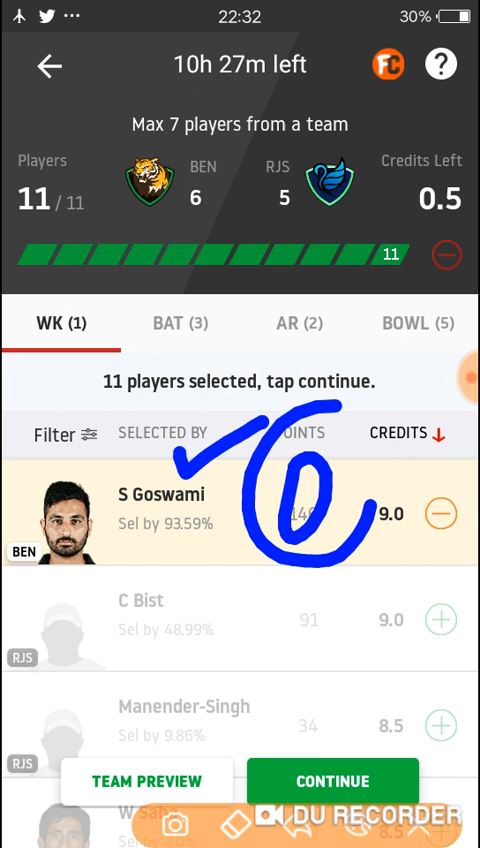 22:32
30%
10h 27m left
FC
?
Max 7 players from a team
Players
BEN
RJS
Credits Left
11 / 11
6
5
0.5
11
WK (1)
BAT (3)
AR (2)
BOWL (5)
11 players selected, tap continue.
Filter
SELECTED BY
CREDITS
S Goswami
Sel by 93.59%
9.0
BEN
C Bist
Sel by 48.99%
91
9.0
RJS
Manender-Singh
Sel by 9.86%
34
8.5
RJS
TEAM PREVIEW
CONTINUE
W Saha
DU RECORDER
8.5